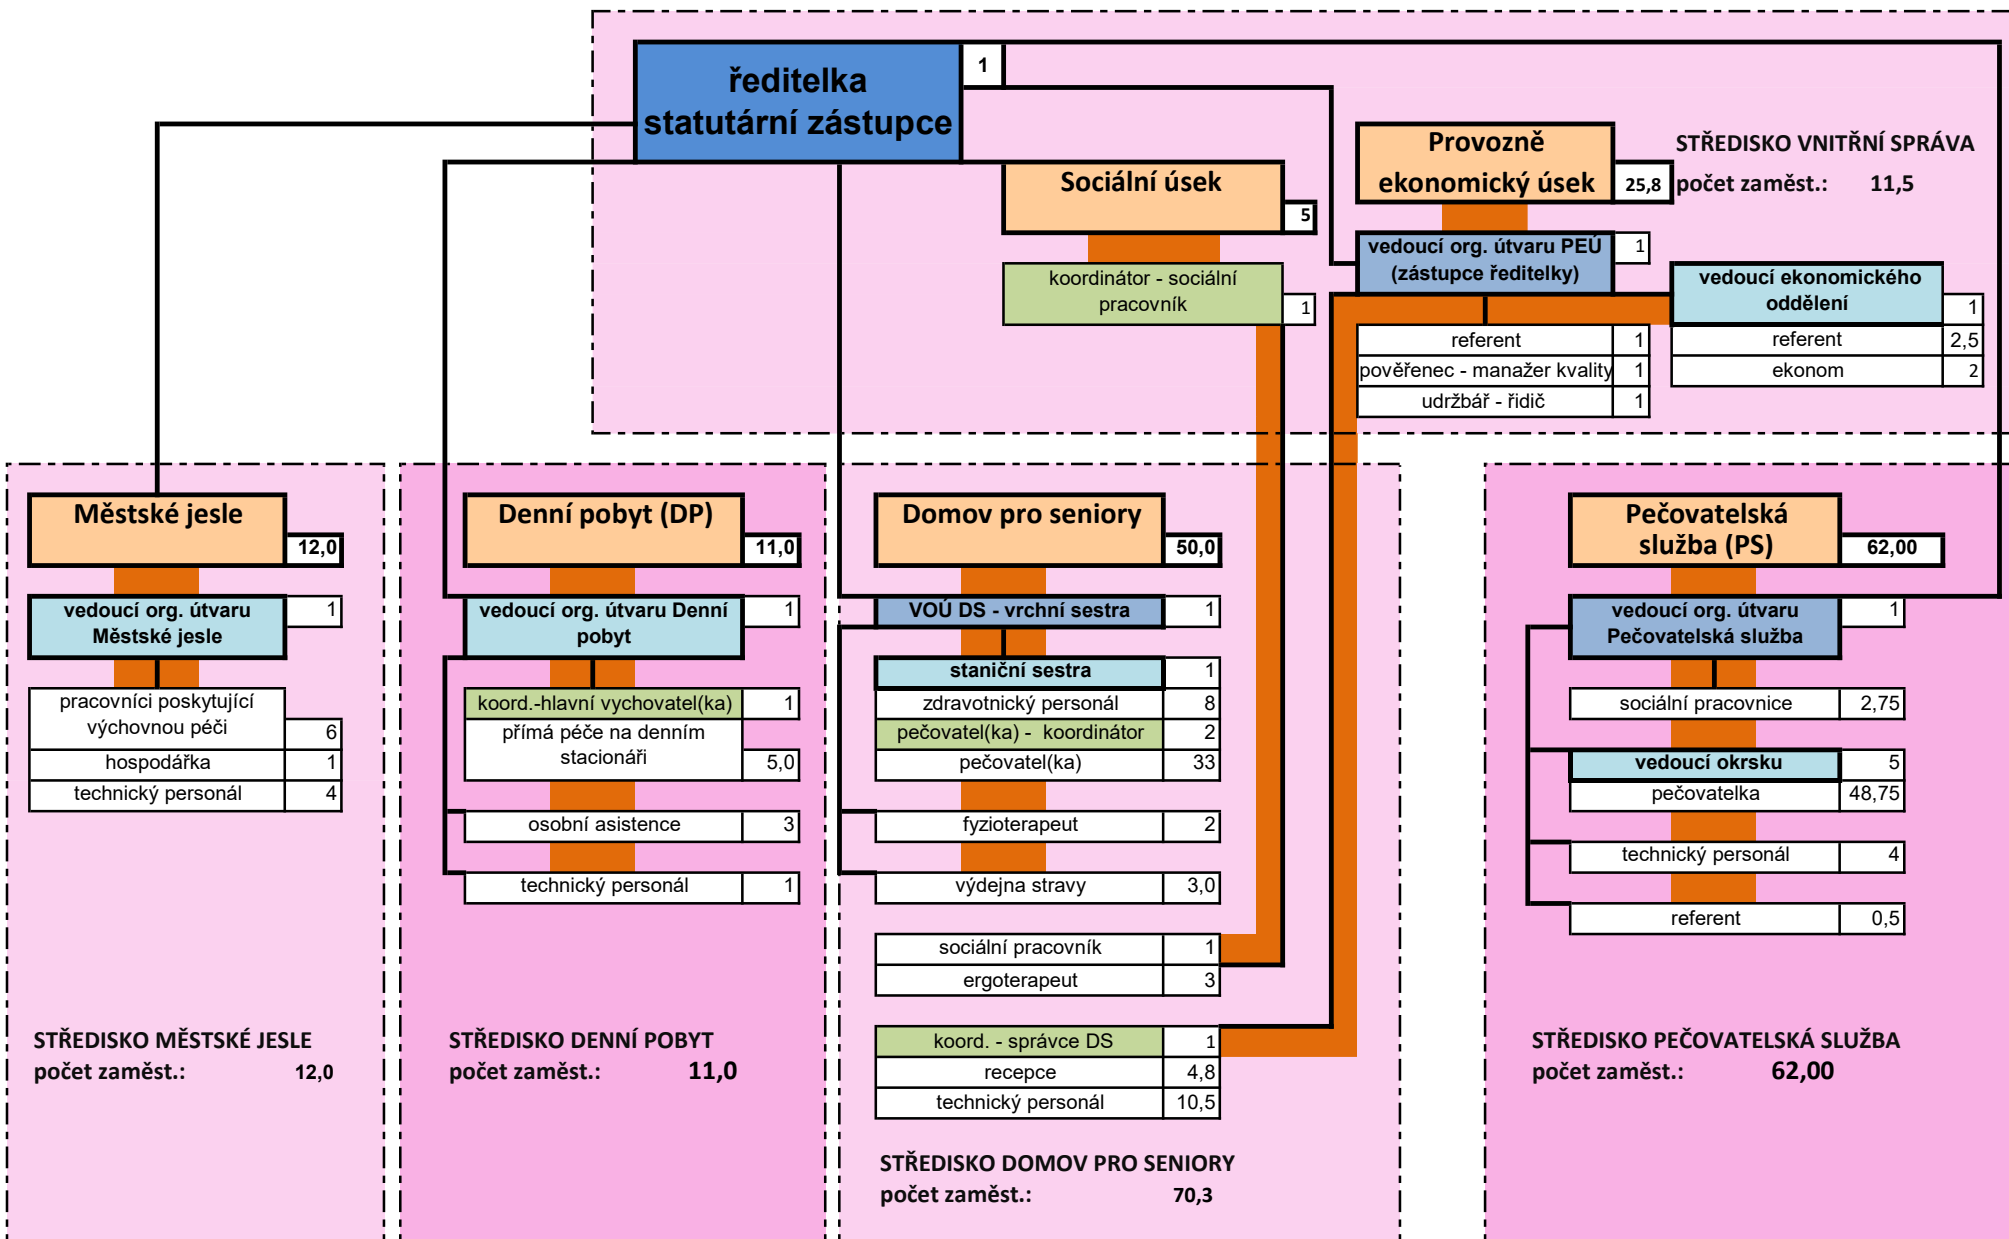 ředitelka
statutární zástupce
1
Sociální úsek
5
koordinátor - sociální
pracovník
1
Provozně
ekonomický úsek
25,8
STŘEDISKO VNITŘNÍ SPRÁVA
počet zaměst.: 11,5
vedoucí org. útvaru PEÚ
(zástupce ředitelky)
1
referent 1
pověřenec - manažer kvality 1
udržbář - řidič 1
vedoucí ekonomického
oddělení
1
referent 2,5
ekonom 2
Městské jesle
12,0
vedoucí org. útvaru
Městské jesle
1
pracovníci poskytující
výchovnou péči
6
hospodářka 1
technický personál 4
STŘEDISKO MĚSTSKÉ JESLE
počet zaměst.: 12,0
Denní pobyt (DP)
11,0
vedoucí org. útvaru Denní
pobyt
1
koord.-hlavní vychovatel(ka) 1
přímá péče na denním
stacionáři
5,0
osobní asistence 3
technický personál 1
STŘEDISKO DENNÍ POBYT
počet zaměst.: 11,0
Domov pro seniory
50,0
VOÚ DS - vrchní sestra 1
staniční sestra 1
zdravotnický personál 8
pečovatel(ka) - koordinátor 2
pečovatel(ka) 33
fyzioterapeut 2
výdejna stravy 3,0
sociální pracovník 1
ergoterapeut 3
koord. - správce DS 1
recepce 4,8
technický personál 10,5
STŘEDISKO DOMOV PRO SENIORY
počet zaměst.: 70,3
Pečovatelská
služba (PS)
62,00
vedoucí org. útvaru
Pečovatelská služba
1
sociální pracovnice 2,75
vedoucí okrsku 5
pečovatelka 48,75
technický personál 4
referent 0,5
STŘEDISKO PEČOVATELSKÁ SLUŽBA
počet zaměst.: 62,00